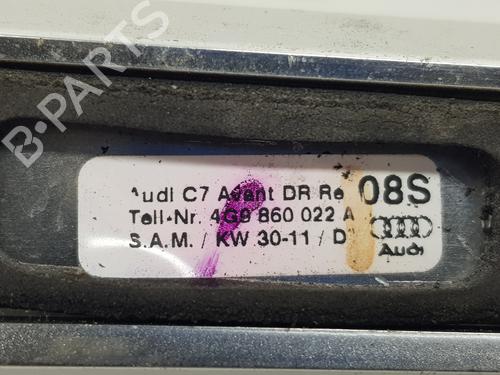 B-PARTS
Audi C7 Avant DR Re 08S
Teil-Nr. 4G9 860 022 A
S.A.M. / KW 30-11 / D
Audi